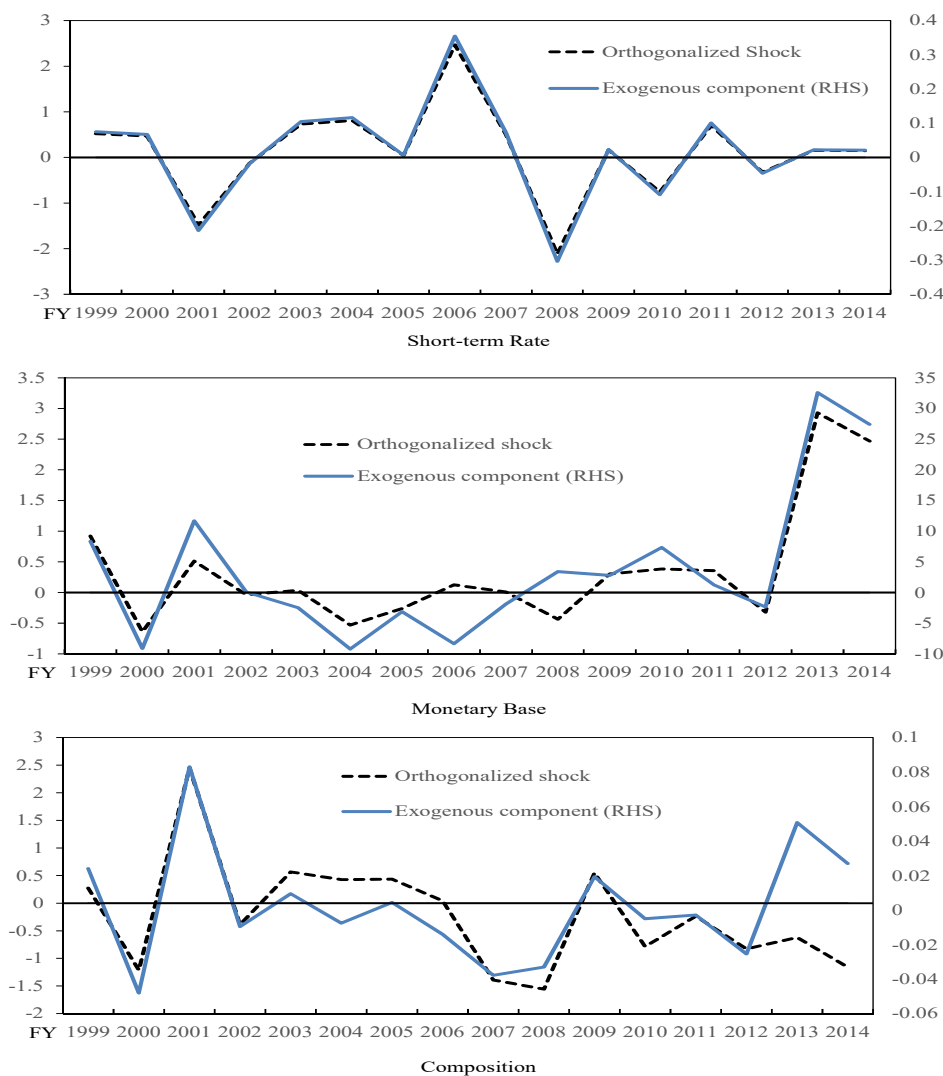 3 0.4
2 0.3
0.2
1 0.1
0 0
-0.1
-1
-0.2
-2 -0.3
-3 -0.4
Orthogonalized Shock
Exogenous component (RHS)
FY 1999 2000 2001 2002 2003 2004 2005 2006 2007 2008 2009 2010 2011 2012 2013 2014
Short-term Rate
3.5 35
3 30
2.5 25
2 20
1.5 15
1 10
0.5 5
0 0
-0.5 -5
-1 -10
Orthogonalized shock
Exogenous component (RHS)
FY 1999 2000 2001 2002 2003 2004 2005 2006 2007 2008 2009 2010 2011 2012 2013 2014
Monetary Base
3 0.1
2.5 0.08
2
0.06
1.5
0.04
1
0.5 0.02
0 0
-0.5 -0.02
-1
-0.04
-1.5
-2 -0.06
Orthogonalized shock
Exogenous component (RHS)
FY 1999 2000 2001 2002 2003 2004 2005 2006 2007 2008 2009 2010 2011 2012 2013 2014
Composition